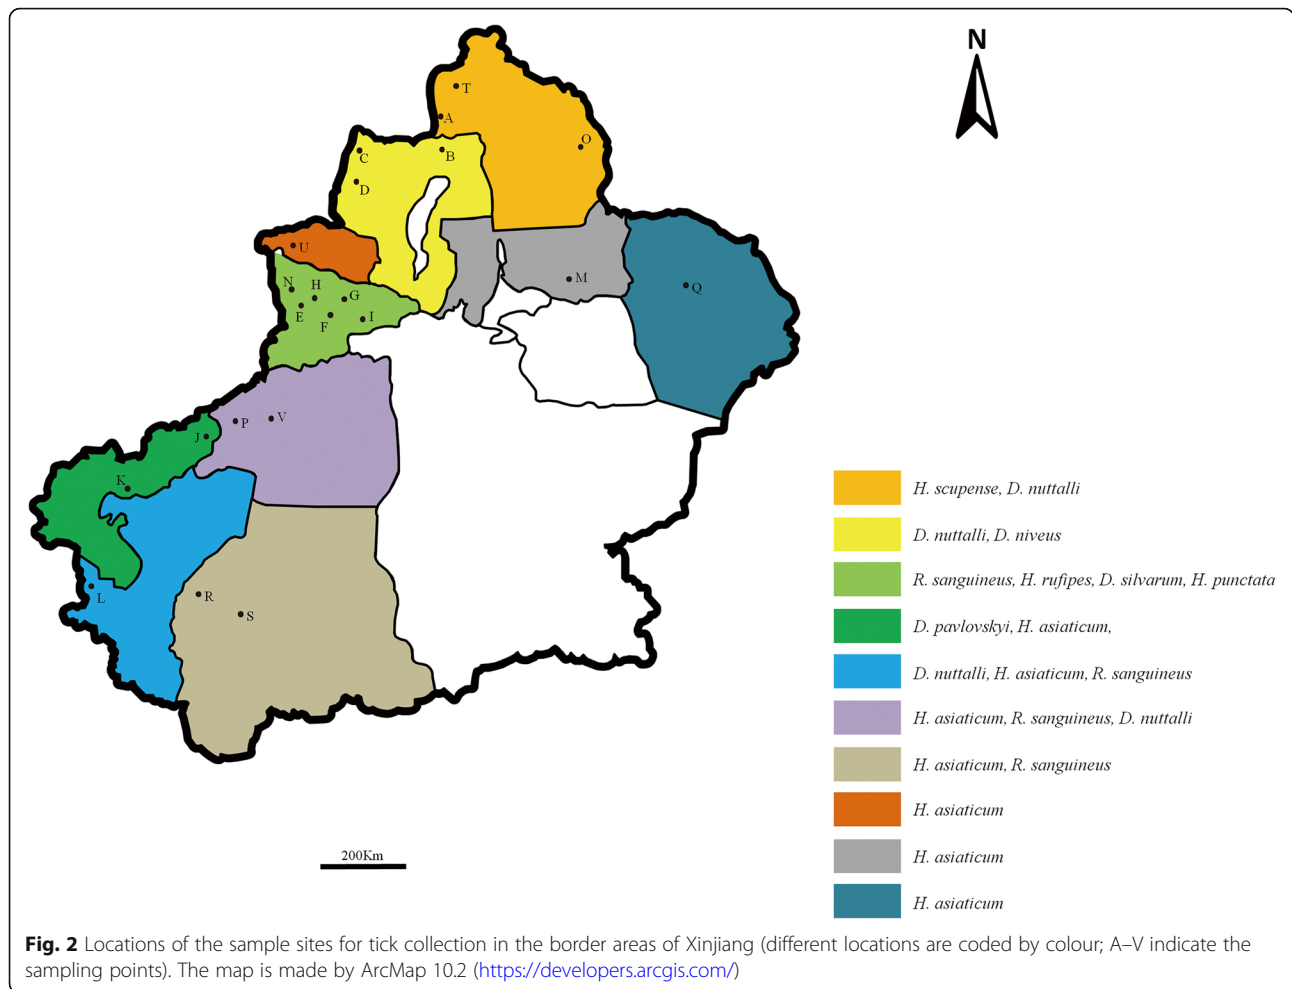 N
T
A
O
C
B
D
U
M
Q
N
H
G
E
F
I
P
V
J
K
L
R
S
H. scupense, D. nuttalli
D. nuttalli, D. niveus
R. sanguineus, H. rufipes, D. silvarum, H. punctata
D. pavlovskyi, H. asiaticum,
D. nuttalli, H. asiaticum, R. sanguineus
H. asiaticum, R. sanguineus, D. nuttalli
H. asiaticum, R. sanguineus
H. asiaticum
H. asiaticum
H. asiaticum
200Km
Fig. 2 Locations of the sample sites for tick collection in the border areas of Xinjiang (different locations are coded by colour; A–V indicate the
sampling points). The map is made by ArcMap 10.2 (https://developers.arcgis.com/)